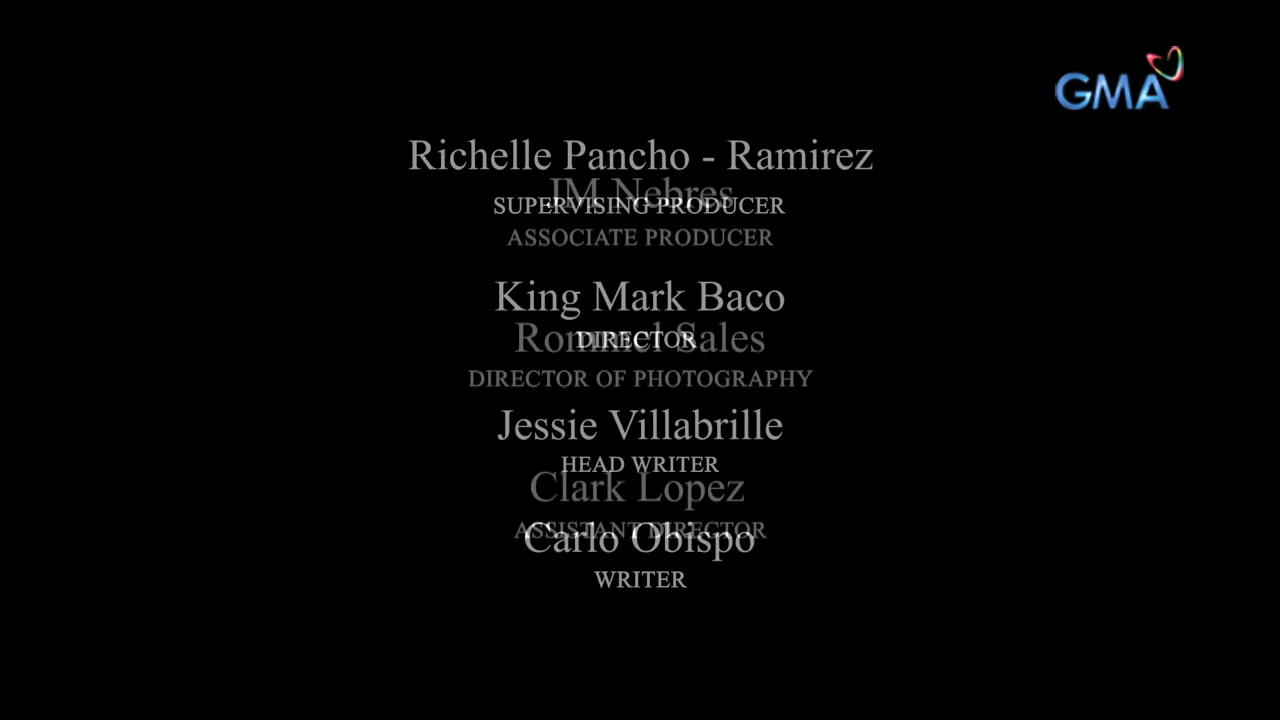 GMA
Richelle Pancho - Ramirez
JM Nebres
SUPERVISING PRODUCER
ASSOCIATE PRODUCER
King Mark Baco
Rommel Sales
DIRECTOR
DIRECTOR OF PHOTOGRAPHY
Jessie Villabrille
HEAD WRITER
Clark Lopez
ASSISTANT DIRECTOR
Carlo Obispo
WRITER